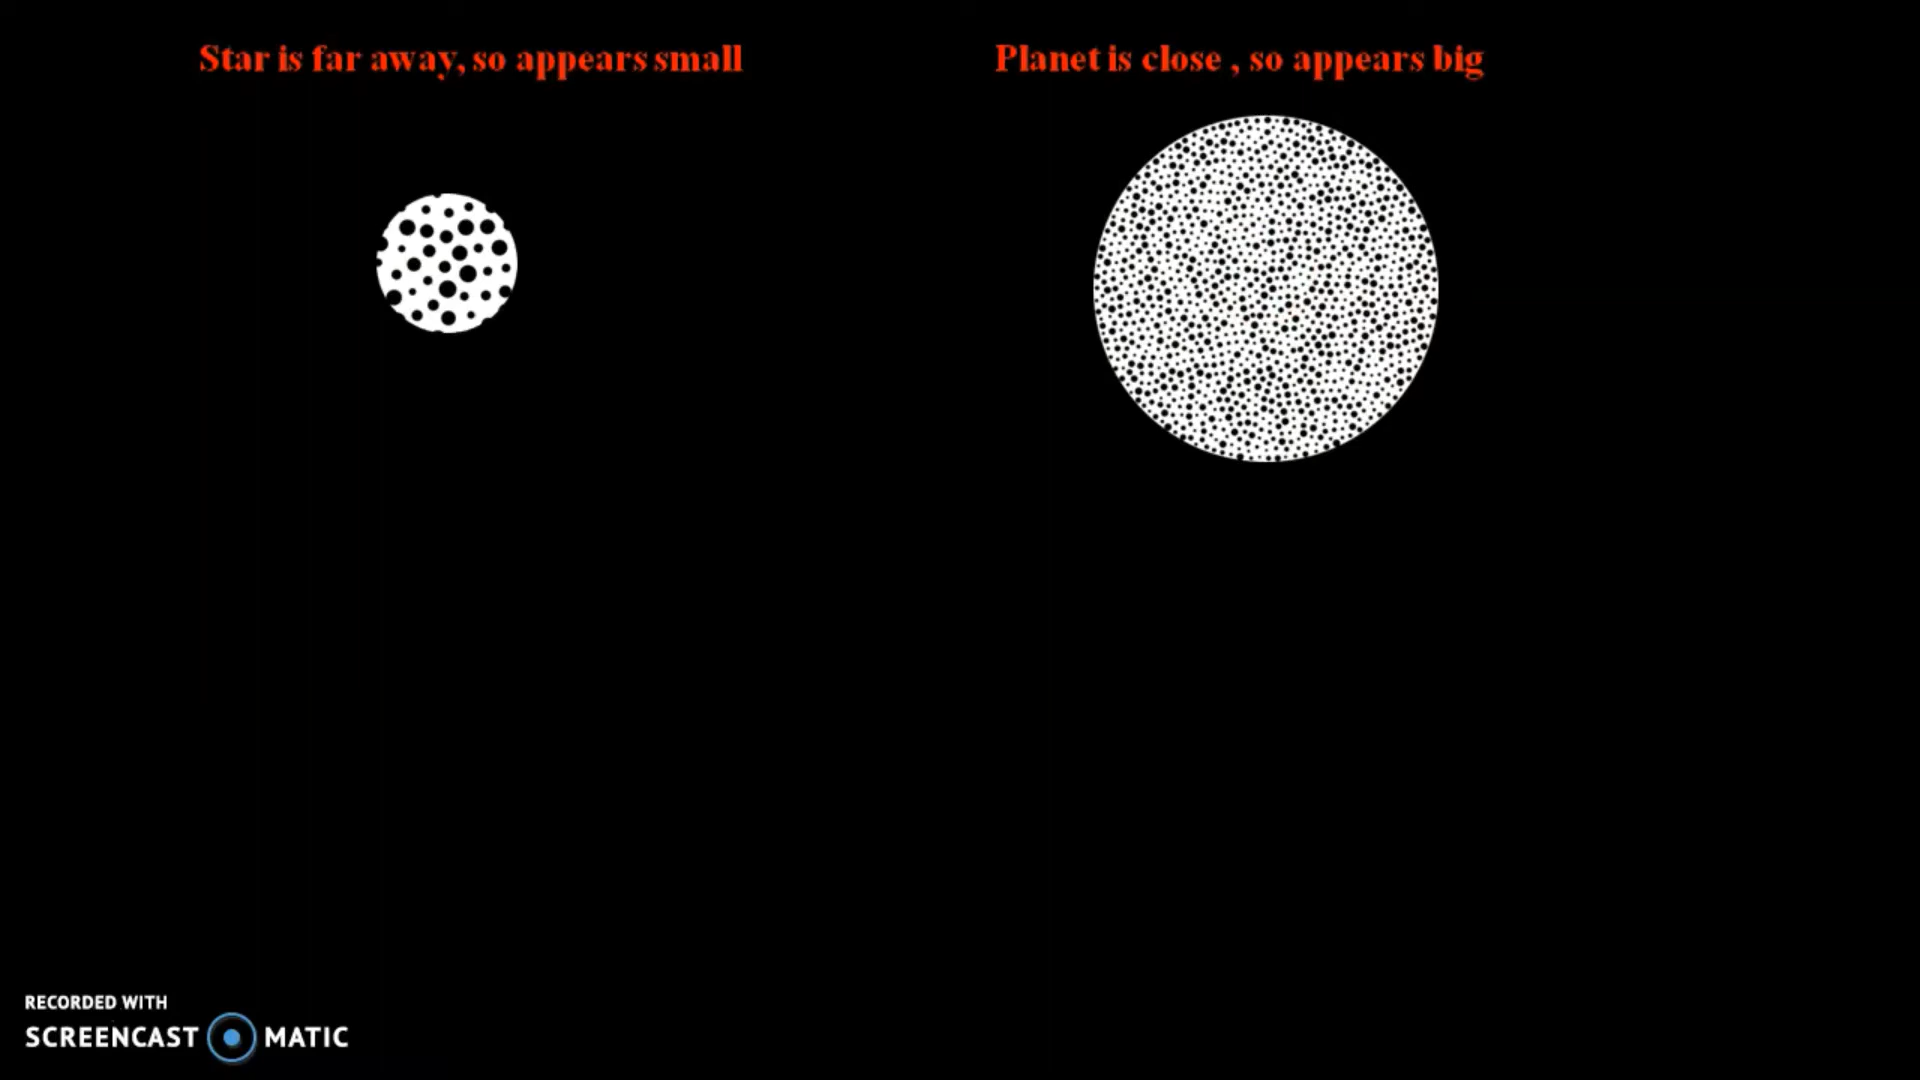 Star is far away, so appears small
Planet is close , so appears big
RECORDED WITH
SCREENCAST MATIC